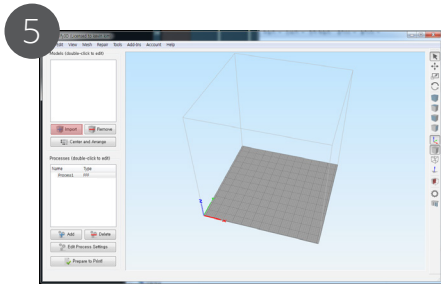 5
Edit View Mesh Repair Tools Add-Ins Account Help
Models (double-click to edit)
Import Remove
Center and Arrange
Processes (double-click to edit)
Name Type
Process1 FFF
Add Delete
Edit Process Settings
Prepare to Print!